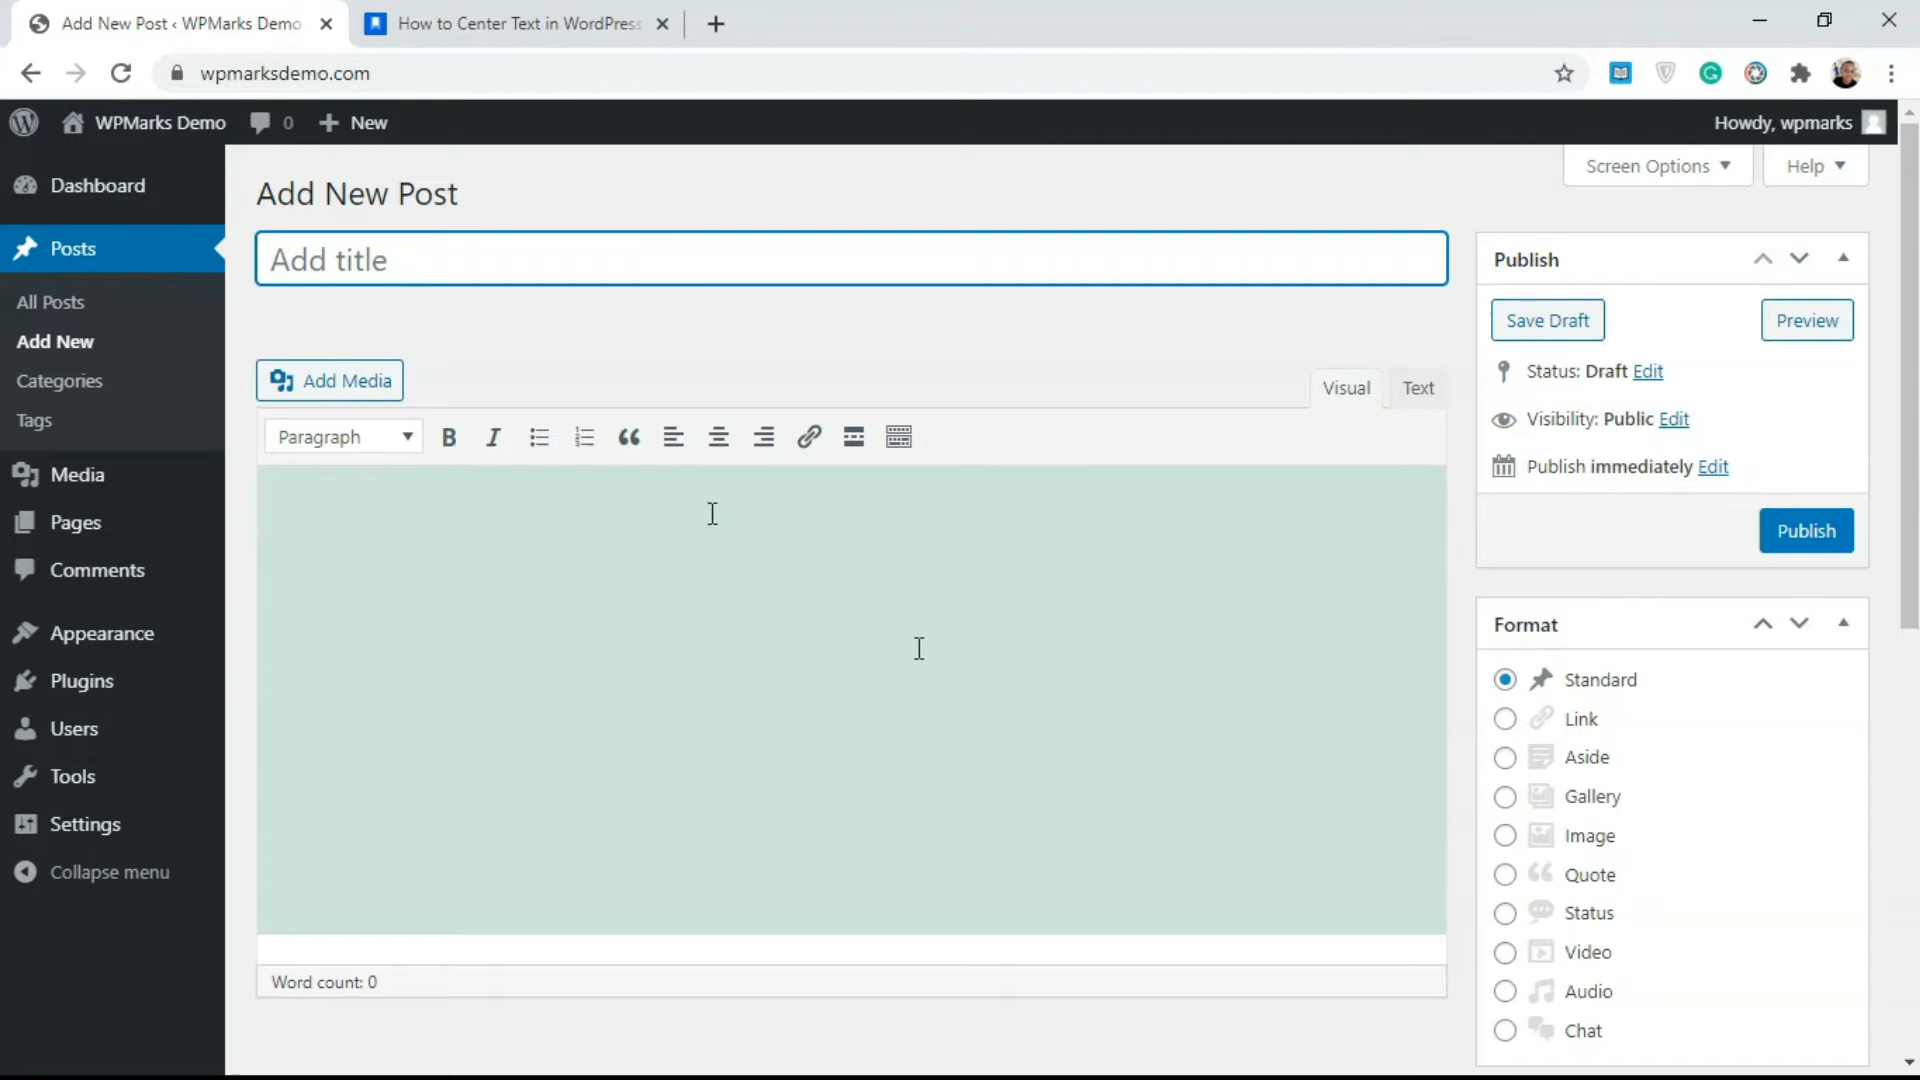 Add New Post ‹ WPMarks Demo
How to Center Text in WordPress
wpmarksdemo.com
WPMarks Demo
0
New
Howdy, wpmarks
Screen Options
Help
Dashboard
Posts
All Posts
Add New
Categories
Tags
Media
Pages
Comments
Appearance
Plugins
Users
Tools
Settings
Collapse menu
Add New Post
Add title
Add Media
Visual
Text
Paragraph
Word count: 0
Publish
Save Draft
Preview
Status: Draft Edit
Visibility: Public Edit
Publish immediately Edit
Publish
Format
Standard
Link
Aside
Gallery
Image
Quote
Status
Video
Audio
Chat